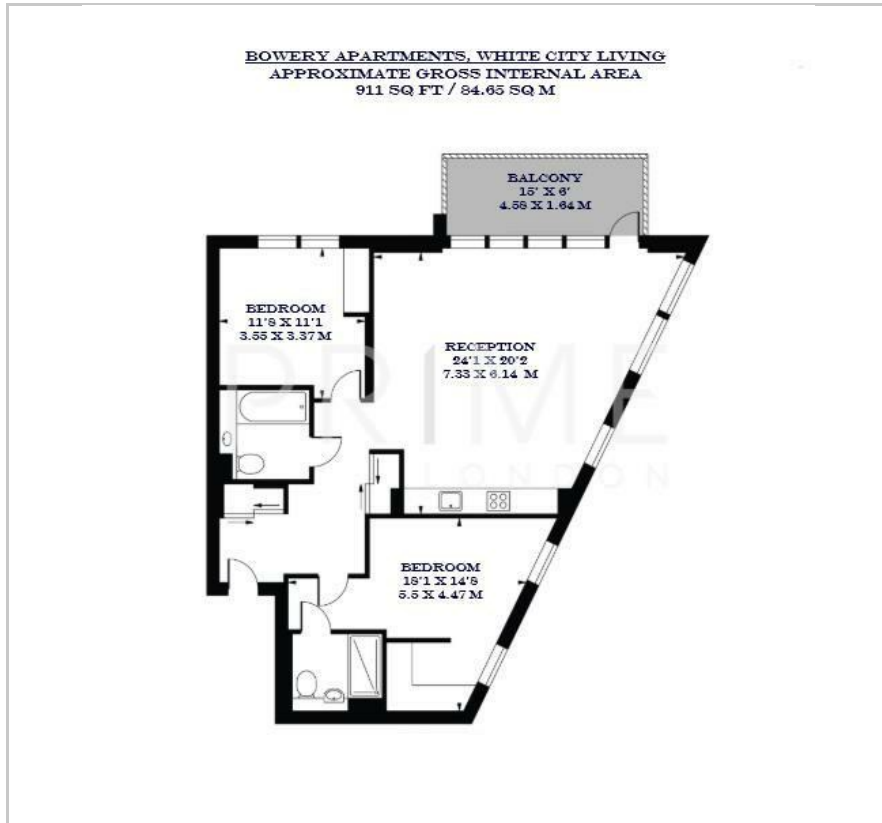 BOWERY APARTMENTS, WHITE CITY LIVING
APPROXIMATE GROSS INTERNAL AREA
911 SQ FT / 84.65 SQ M
BALCONY
15' X 6'
4.58 X 1.64 M
BEDROOM
11'8 X 11'1
3.55 X 3.37 M
RECEPTION
24'1 X 20'2
7.33 X 6.14 M
PRIME
LONDON
BEDROOM
18'1 X 14'8
5.5 X 4.47 M